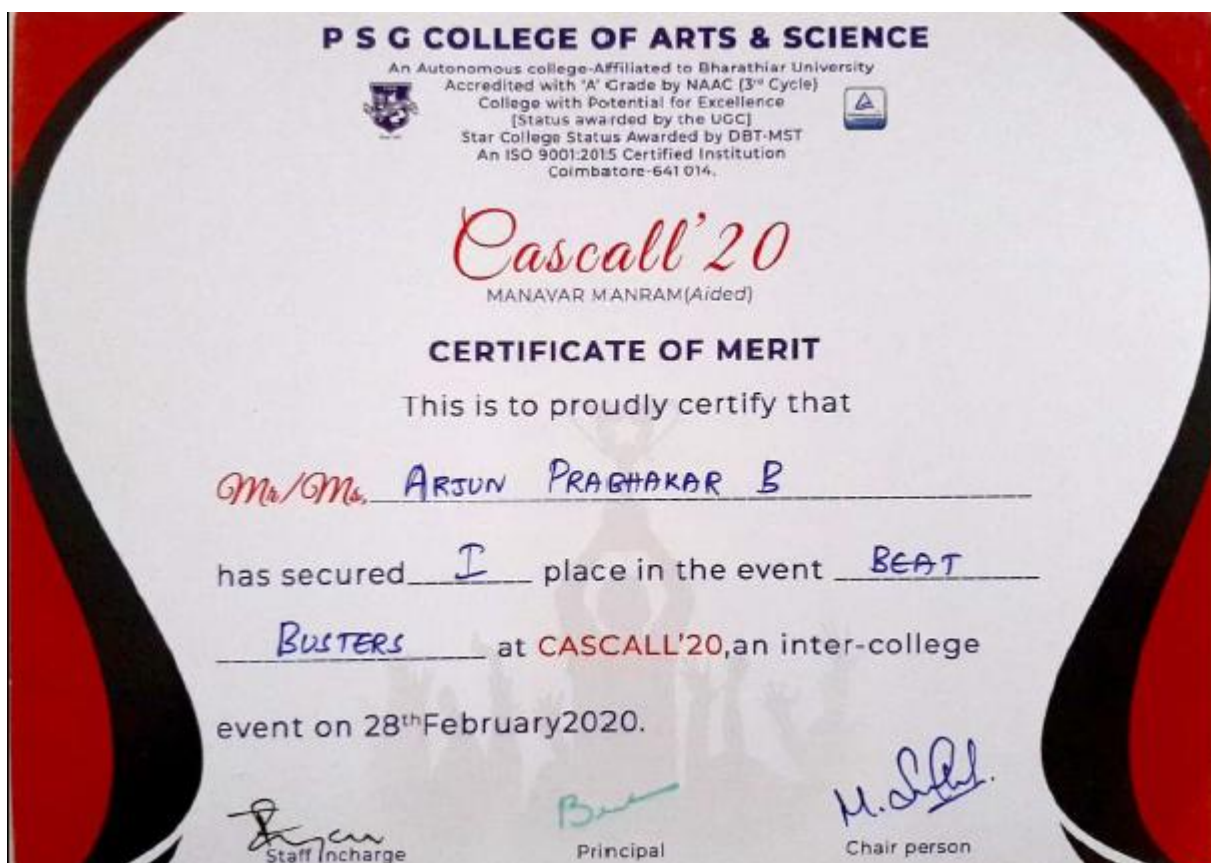 P S G COLLEGE OF ARTS & SCIENCE
An Autonomous college-Affiliated to Bharathiar University
Accredited with 'A' Grade by NAAC (3rd Cycle)
College with Potential for Excellence
[Status awarded by the UGC]
Star College Status Awarded by DBT-MST
An ISO 9001:2015 Certified Institution
Coimbatore-641 014.
Cascall'20
MANAVAR MANRAM(Aided)
CERTIFICATE OF MERIT
This is to proudly certify that
Mr/Ms. ARJUN PRABHAKAR B
has secured I place in the event BEAT
BUSTERS at CASCALL'20,an inter-college
event on 28thFebruary2020.
Staff Incharge Principal Chair person